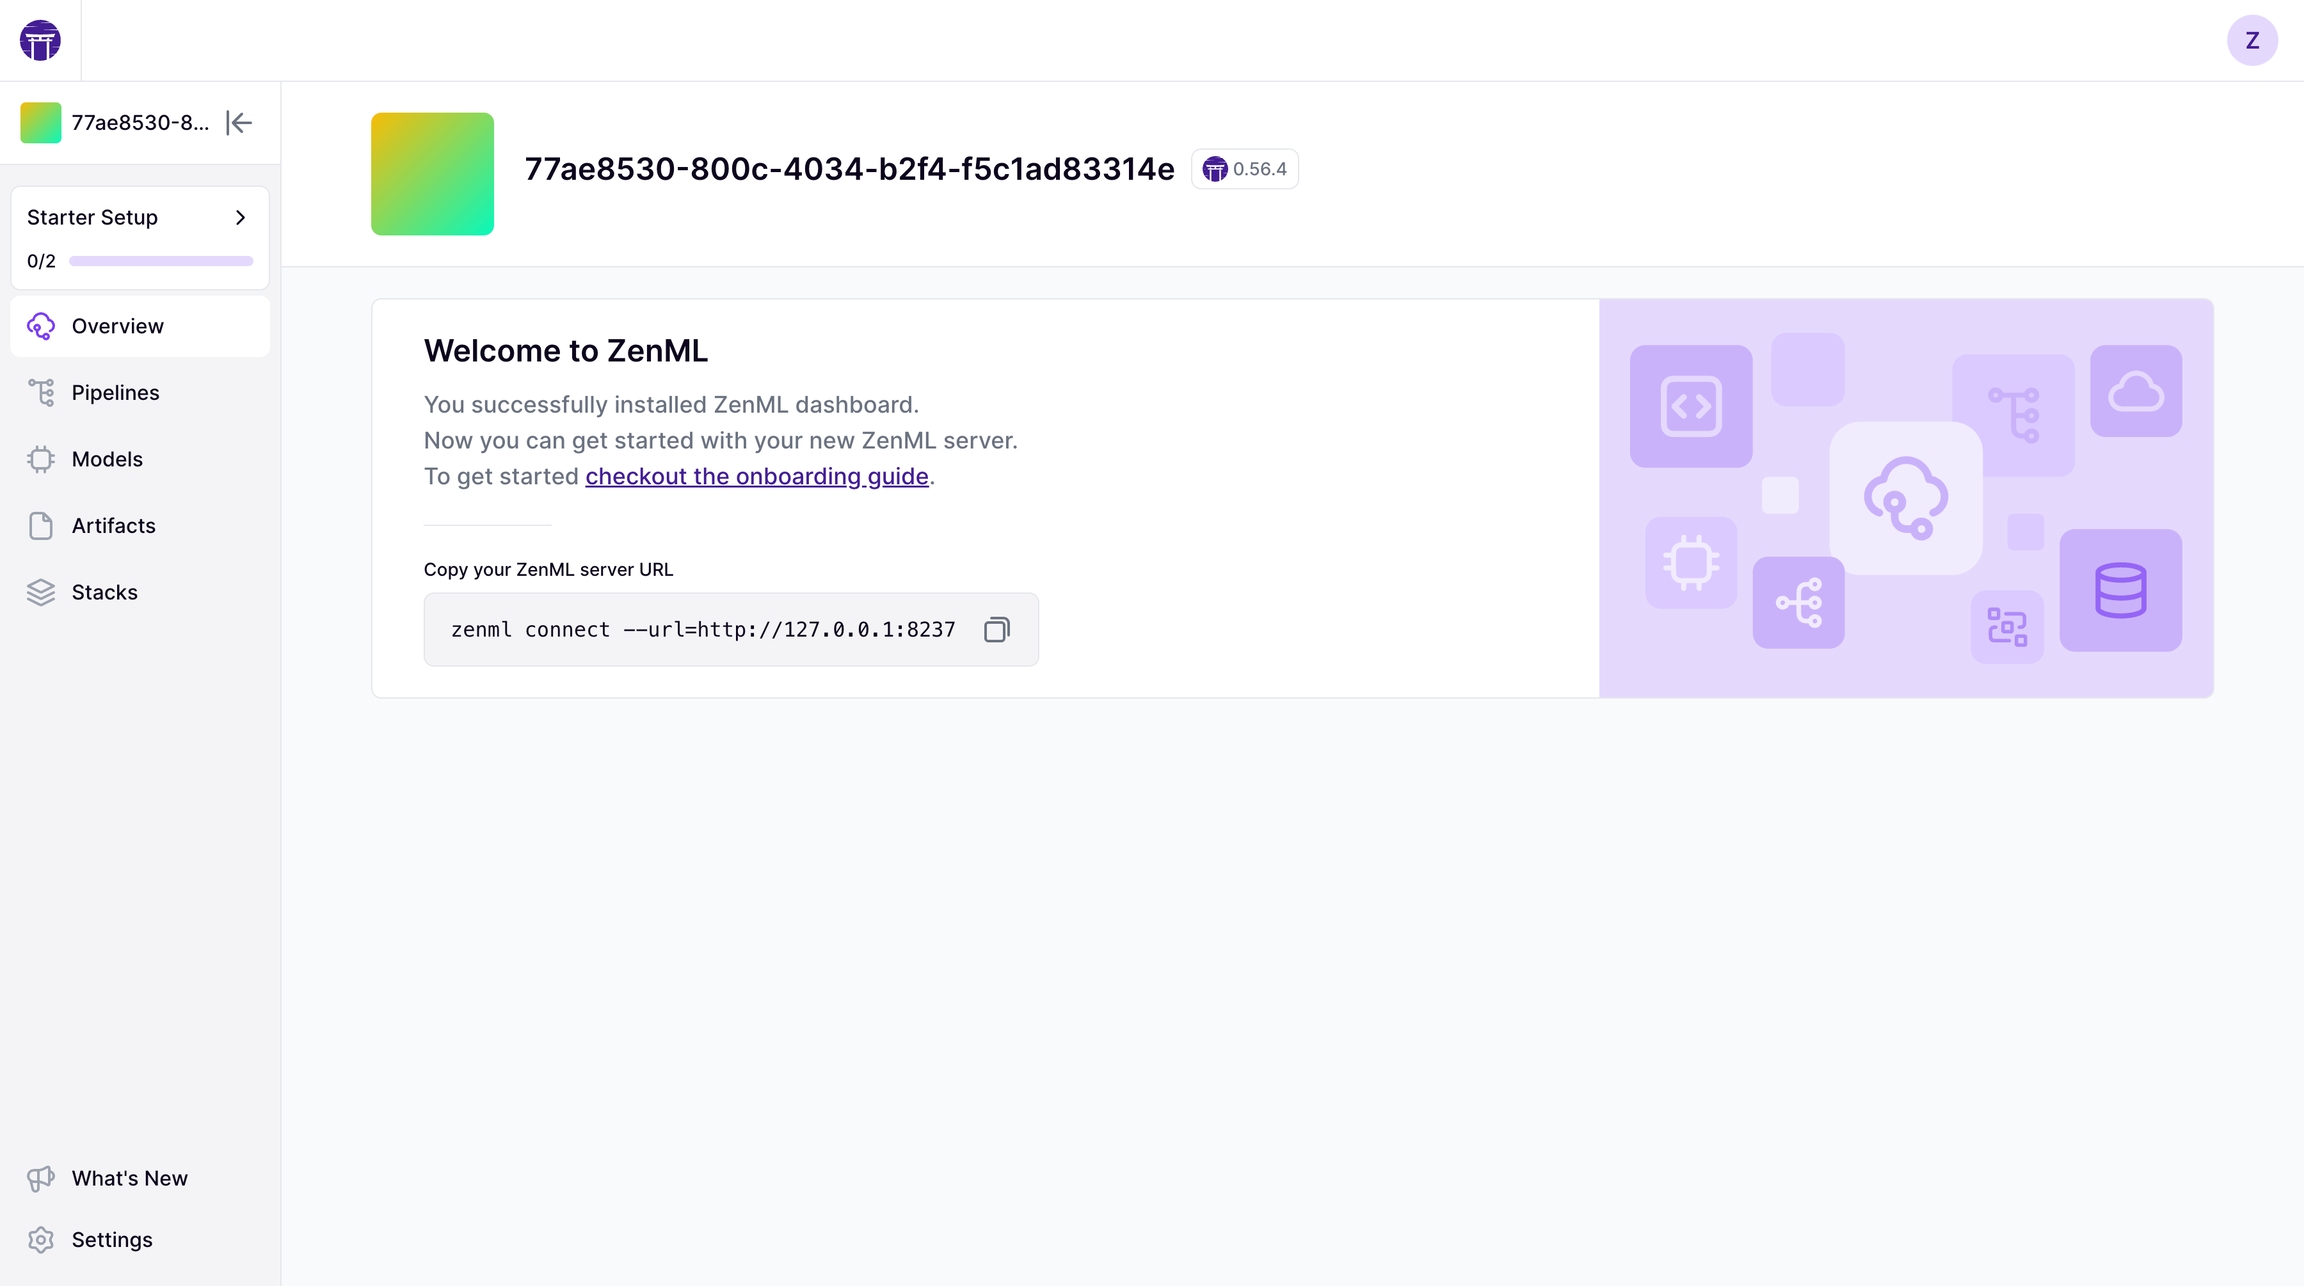 Z
77ae8530-8...
Starter Setup
0/2
Overview
Pipelines
Models
Artifacts
Stacks
What's New
Settings
77ae8530-800c-4034-b2f4-f5c1ad83314e
0.56.4
Welcome to ZenML
You successfully installed ZenML dashboard.
Now you can get started with your new ZenML server.
To get started checkout the onboarding guide.
Copy your ZenML server URL
zenml connect --url=http://127.0.0.1:8237